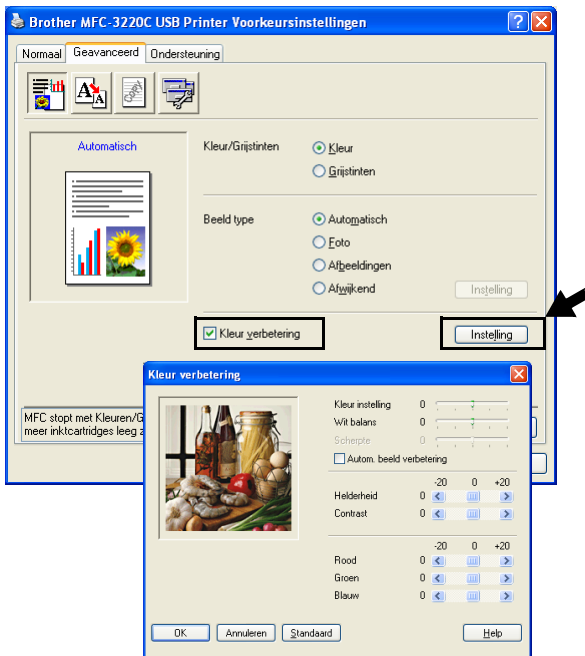 Brother MFC-3220C USB Printer Voorkeursinstellingen
Normaal Geavanceerd Ondersteuning
Automatisch
Kleur/Grijstinten
Kleur
Grijstinten
Beeld type
Automatisch
Foto
Afbeeldingen
Afwijkend
Instelling
Kleur verbetering
Instelling
MFC stopt met Kleuren/G
meer inktcartridges leeg z
Kleur verbetering
Kleur instelling 0
Wit balans 0
Scherpte 0
Autom. beeld verbetering
-20 0 +20
Helderheid 0
Contrast 0
-20 0 +20
Rood 0
Groen 0
Blauw 0
OK Annuleren Standaard Help